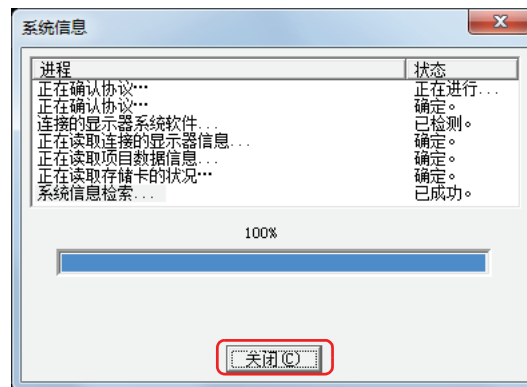 系统信息
进程 状态
正在确认协议… 正在进行...
正在确认协议… 确定。
连接的显示器系统软件... 已检测。
正在读取连接的显示器信息... 确定。
正在读取项目数据信息... 确定。
正在读取存储卡的状况… 确定。
系统信息检索... 已成功。
100%
关闭(C)